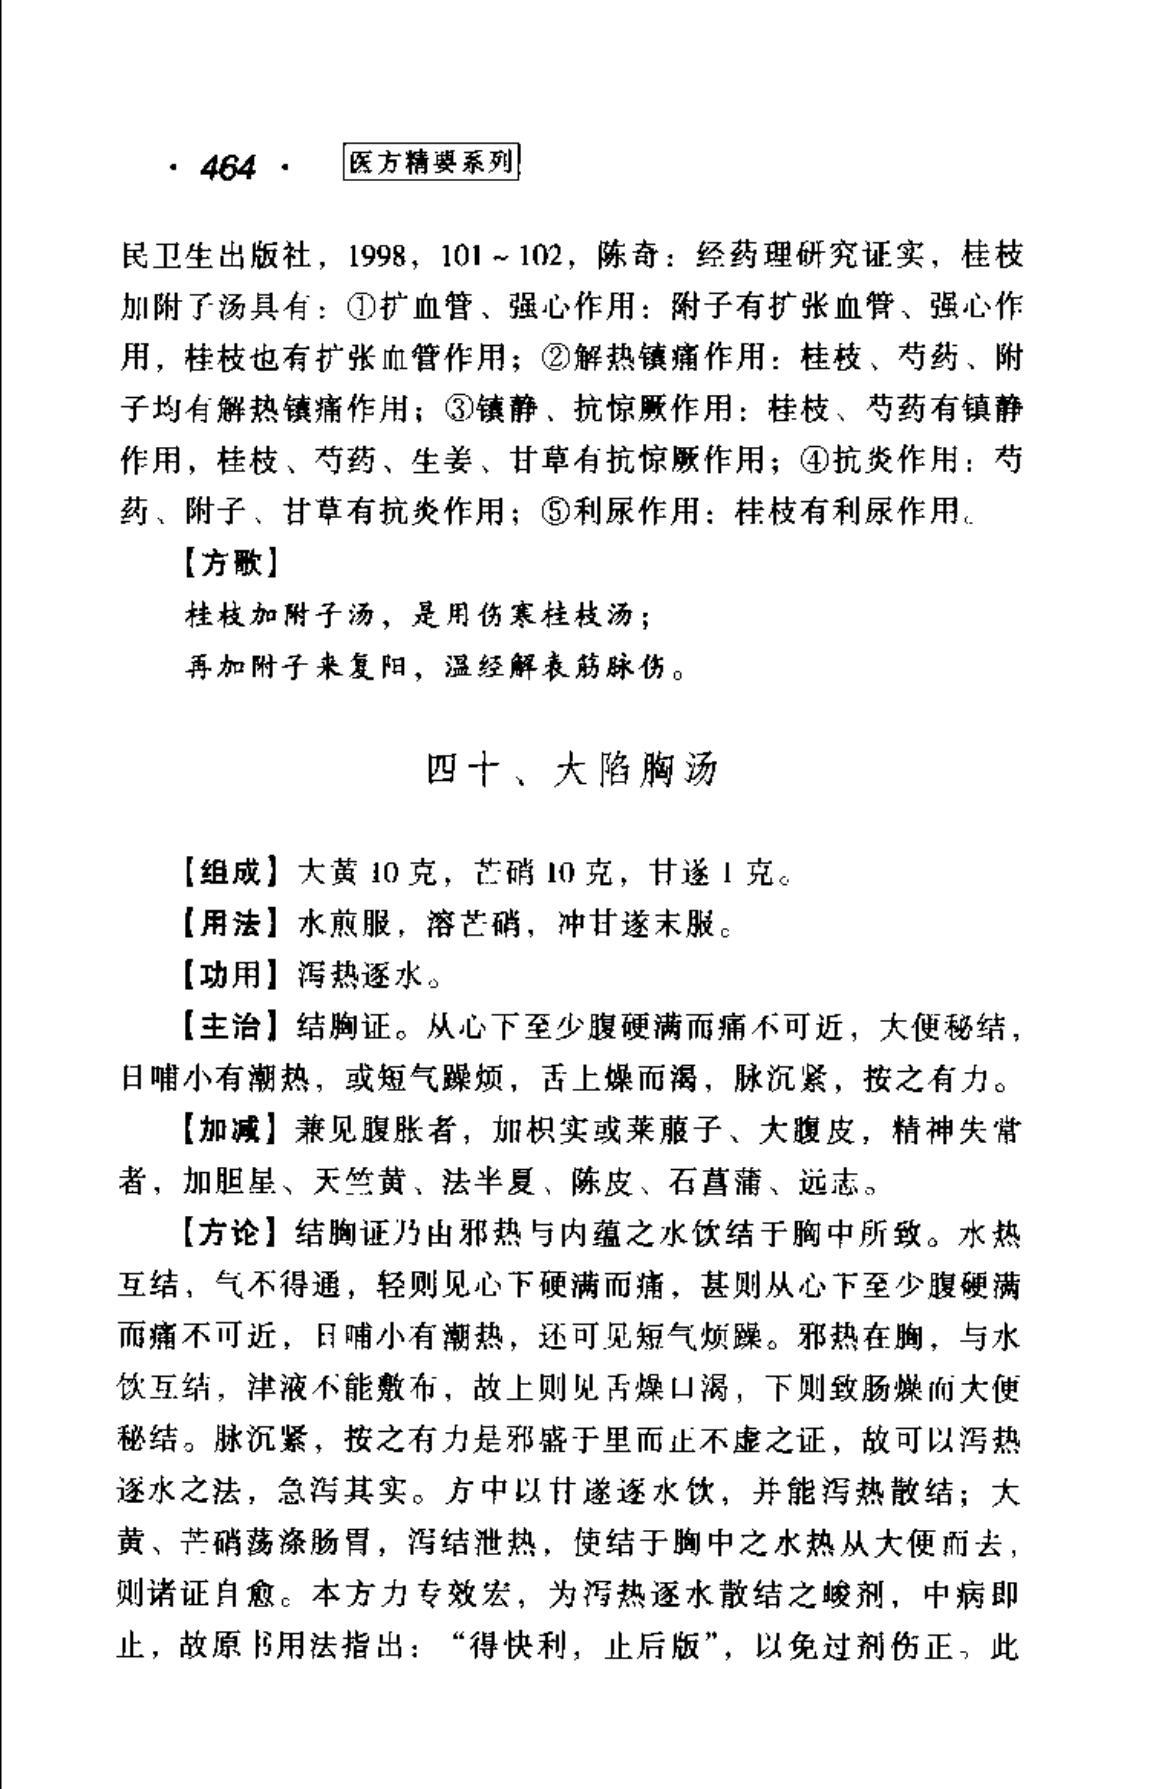 · 464 · 医方精要系列
民卫生出版社，1998，101～102，陈奇：经药理研究证实，桂枝
加附了汤具有：①扩血管、强心作用：附子有扩张血管、强心作
用，桂枝也有扩张血管作用；②解热镇痛作用：桂枝、芍药、附
子均有解热镇痛作用；③镇静、抗惊厥作用：桂枝、芍药有镇静
作用，桂枝、芍药、生姜、甘草有抗惊厥作用；④抗炎作用：芍
药、附子、甘草有抗炎作用；⑤利尿作用：桂枝有利尿作用。
【方歌】
桂枝加附子汤，是用伤寒桂枝汤；
再加附子来复阳，温经解表筋脉伤。
四十、大陷胸汤
【组成】大黄 10 克，芒硝 10 克，甘遂 1 克。
【用法】水煎服，溶芒硝，冲甘遂末服。
【功用】泻热逐水。
【主治】结胸证。从心下至少腹硬满而痛不可近，大便秘结，
日哺小有潮热，或短气躁烦，舌上燥而渴，脉沉紧，按之有力。
【加减】兼见腹胀者，加枳实或莱菔子、大腹皮，精神失常
者，加胆星、天竺黄、法半夏、陈皮、石菖蒲、远志。
【方论】结胸证乃由邪热与内蕴之水饮结于胸中所致。水热
互结，气不得通，轻则见心下硬满而痛，甚则从心下至少腹硬满
而痛不可近，日哺小有潮热，还可见短气烦躁。邪热在胸，与水
饮互结，津液不能敷布，故上则见舌燥口渴，下则致肠燥而大便
秘结。脉沉紧，按之有力是邪盛于里而正不虚之证，故可以泻热
逐水之法，急泻其实。方中以甘遂逐水饮，并能泻热散结；大
黄、芒硝荡涤肠胃，泻结泄热，使结于胸中之水热从大便而去，
则诸证自愈。本方力专效宏，为泻热逐水散结之峻剂，中病即
止，故原书用法指出：“得快利，止后版”，以免过剂伤正。此